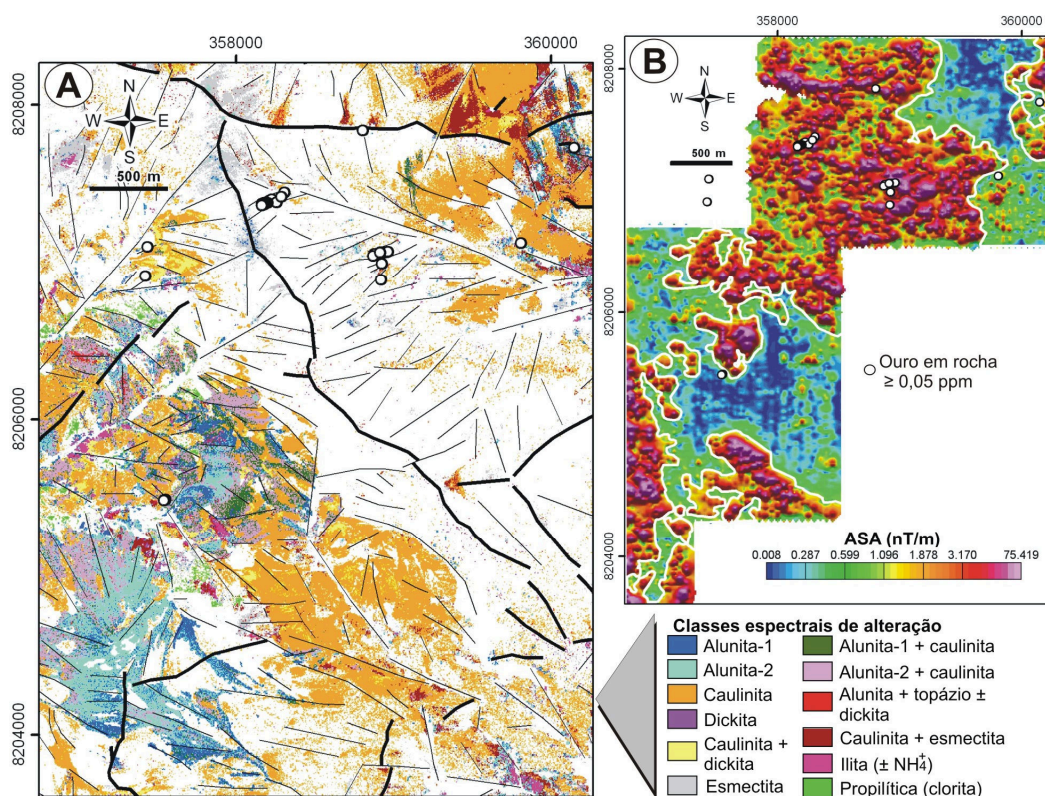 358000
360000
358000
360000
A
N
W
E
S
500 m
8208000
8206000
8204000
B
N
W
E
S
500 m
8208000
8206000
8204000
Ouro em rocha
≥ 0,05 ppm
ASA (nT/m)
0.008 0.287 0.599 1.096 1.878 3.170 75.419
Classes espectrais de alteração
Alunita-1
Alunita-2
Caulinita
Dickita
Caulinita +
dickita
Esmectita
Alunita-1 + caulinita
Alunita-2 + caulinita
Alunita + topázio ±
dickita
Caulinita + esmectita
Ilita (± NH₄⁺)
Propilítica (clorita)